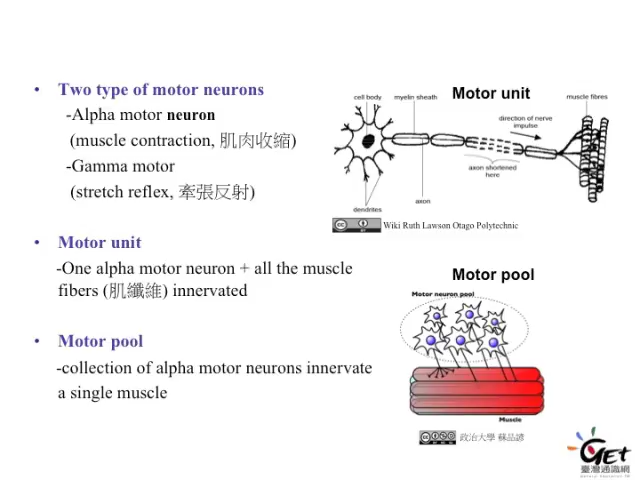 • Two type of motor neurons
-Alpha motor neuron
(muscle contraction, 肌肉收縮)
-Gamma motor
(stretch reflex, 牽張反射)
• Motor unit
-One alpha motor neuron + all the muscle
fibers (肌纖維) innervated
• Motor pool
-collection of alpha motor neurons innervate
a single muscle
Motor unit
cell body
myelin sheath
muscle fibres
direction of nerve
impulse
axon shortened
here
axon
dendrites
Wiki Ruth Lawson Otago Polytechnic
Motor pool
Motor neuron pool
Muscle
政治大學 蘇品諺
GET
臺灣通識網